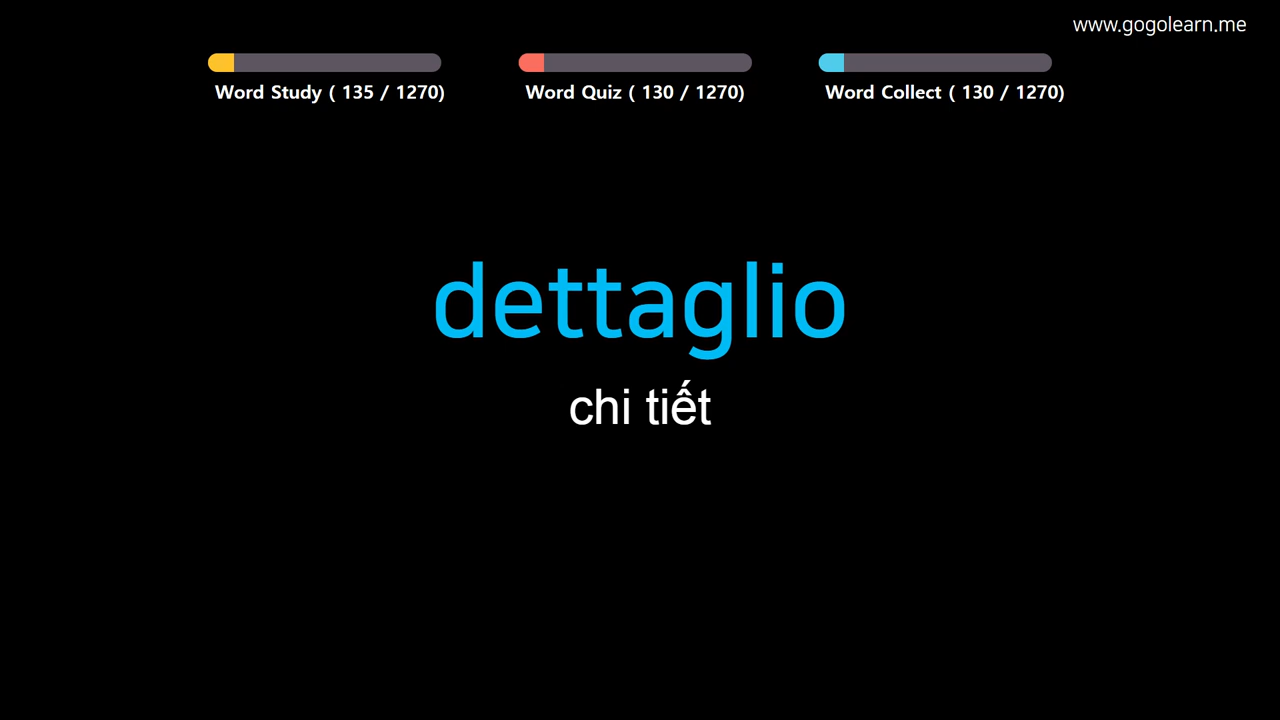 www.gogolearn.me
Word Study ( 135 / 1270)
Word Quiz ( 130 / 1270)
Word Collect ( 130 / 1270)
dettaglio
chi tiết